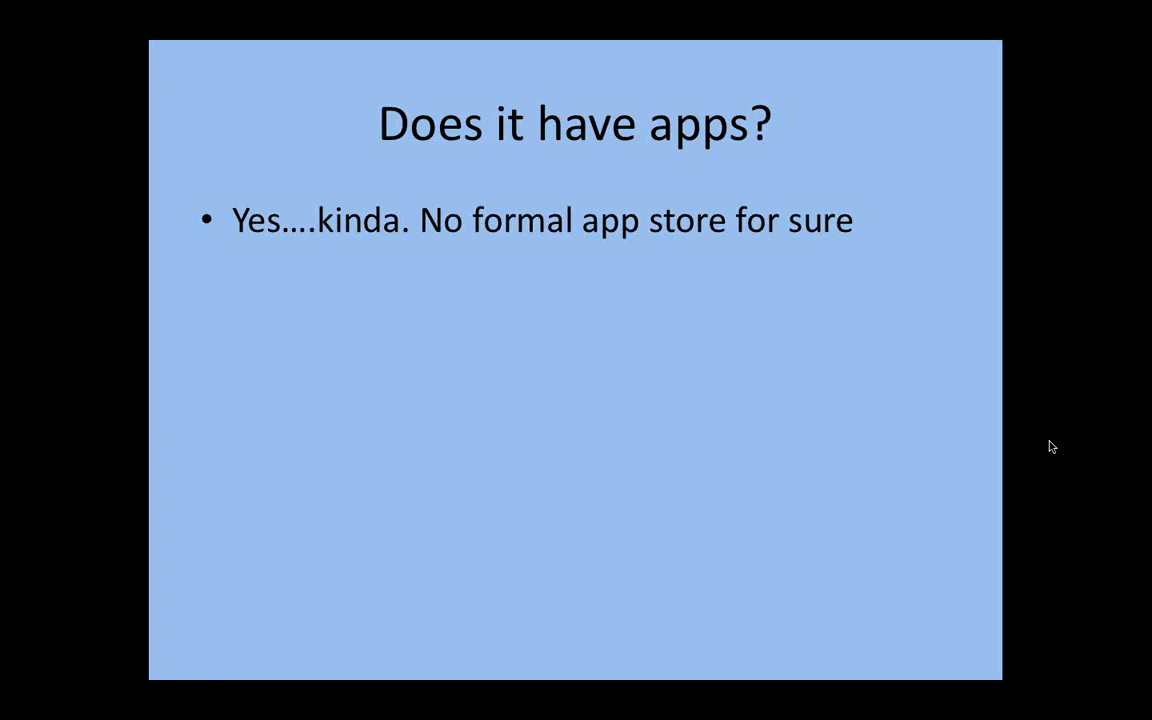 Does it have apps?
• Yes....kinda. No formal app store for sure